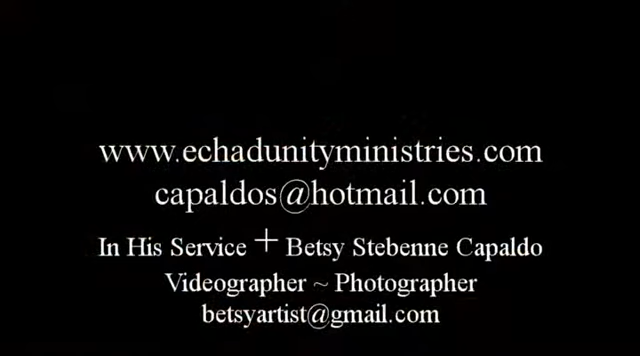 www.echadunityministries.com
capaldos@hotmail.com
In His Service + Betsy Stebenne Capaldo
Videographer ~ Photographer
betsyartist@gmail.com